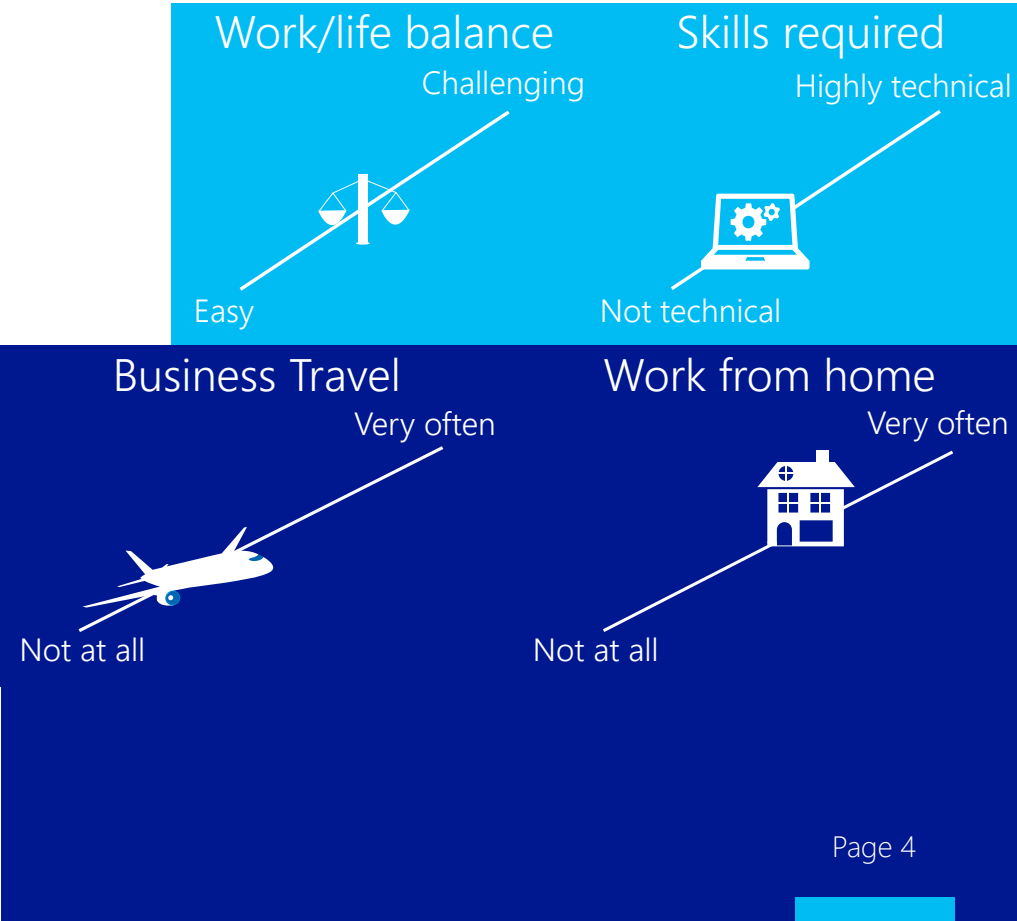 Work/life balance
Challenging
Easy
Skills required
Highly technical
Not technical
Business Travel
Very often
Not at all
Work from home
Very often
Not at all
Page 4